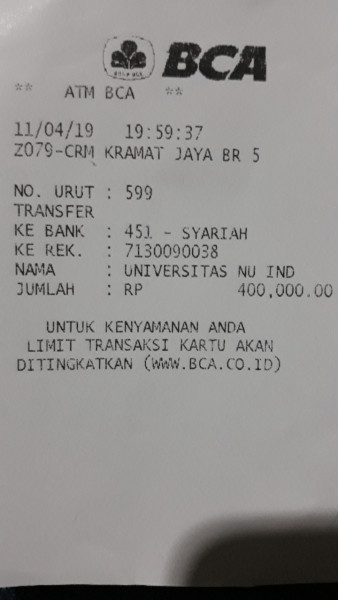 BCA
** ATM BCA **
11/04/19 19:59:37
Z079-CRM KRAMAT JAYA BR 5
NO. URUT : 599
TRANSFER
KE BANK : 451 - SYARIAH
KE REK. : 7130090038
NAMA : UNIVERSITAS NU IND
JUMLAH : RP 400,000.00
UNTUK KENYAMANAN ANDA
LIMIT TRANSAKSI KARTU AKAN
DITINGKATKAN (WWW.BCA.CO.ID)